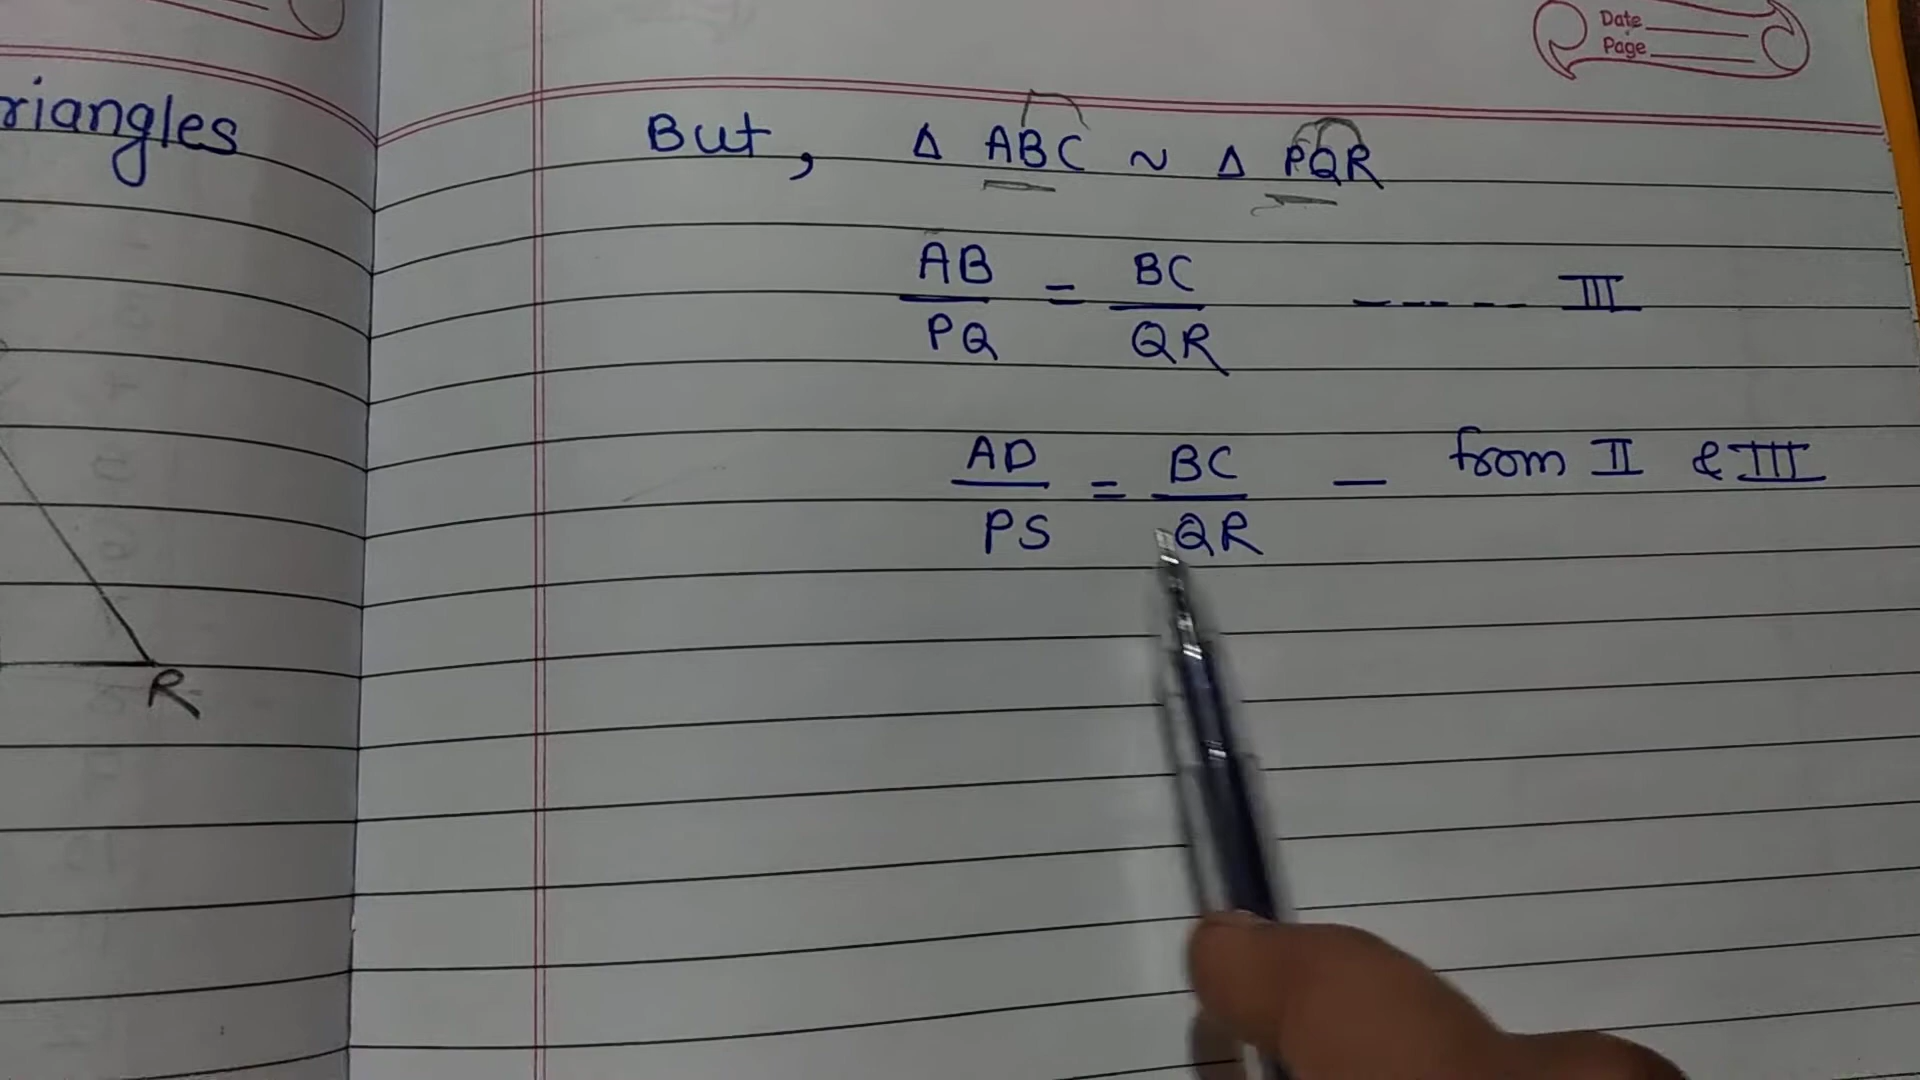 Date
Page
riangles
But, Δ ABC ~ Δ PQR
AB/PQ = BC/QR ----- III
AD/PS = BC/QR — from II & III
R